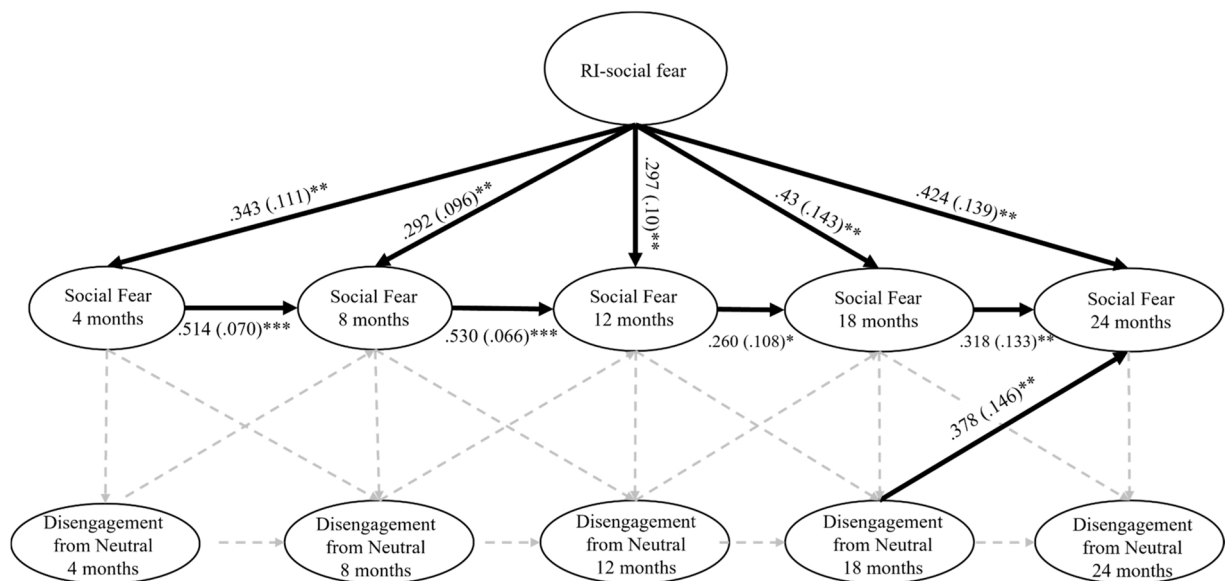 RI-social fear
.343 (.111)**
.292 (.096)**
.297 (.10)**
.43 (.143)**
.424 (.139)**
Social Fear
4 months
Social Fear
8 months
Social Fear
12 months
Social Fear
18 months
Social Fear
24 months
.514 (.070)***
.530 (.066)***
.260 (.108)*
.318 (.133)**
.378 (.146)**
Disengagement
from Neutral
4 months
Disengagement
from Neutral
8 months
Disengagement
from Neutral
12 months
Disengagement
from Neutral
18 months
Disengagement
from Neutral
24 months